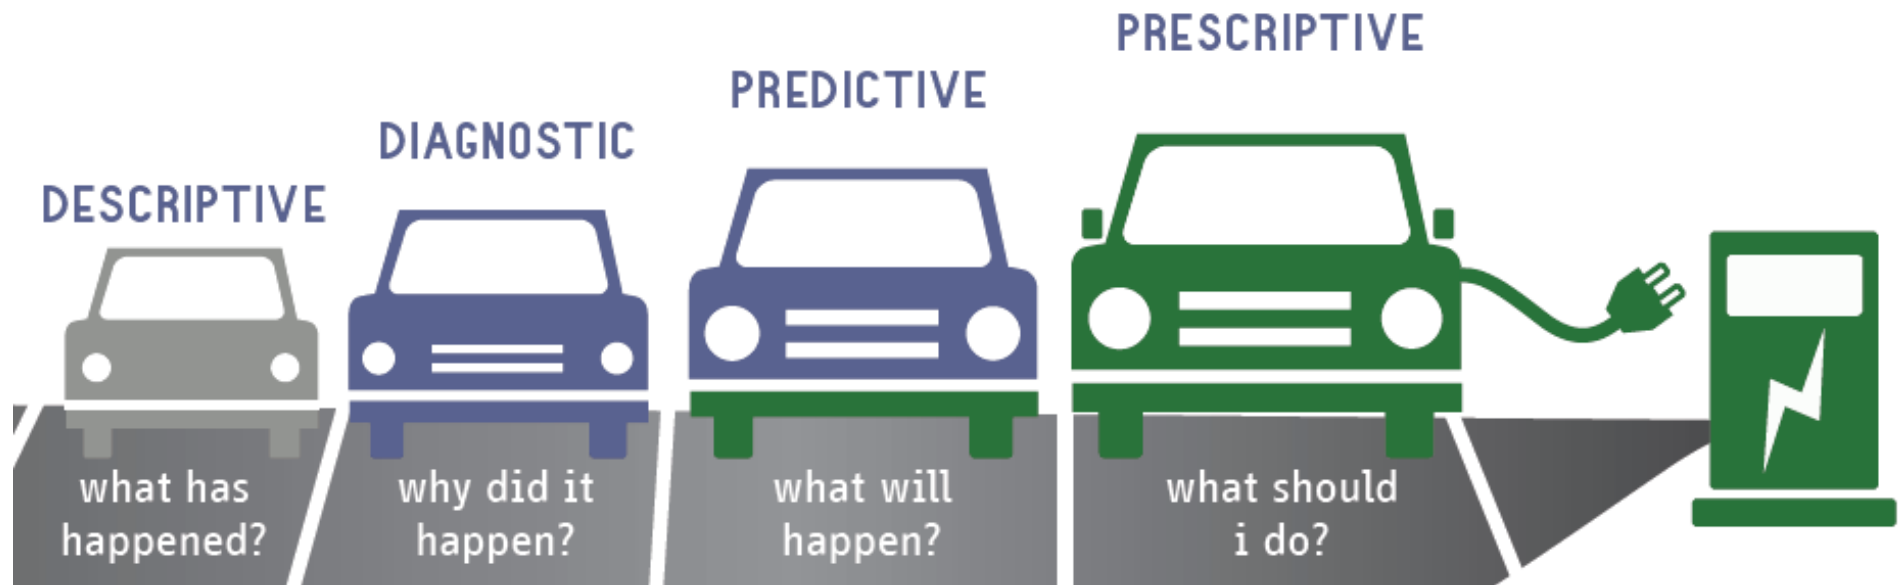 DESCRIPTIVE
what has
happened?
DIAGNOSTIC
why did it
happen?
PREDICTIVE
what will
happen?
PRESCRIPTIVE
what should
i do?